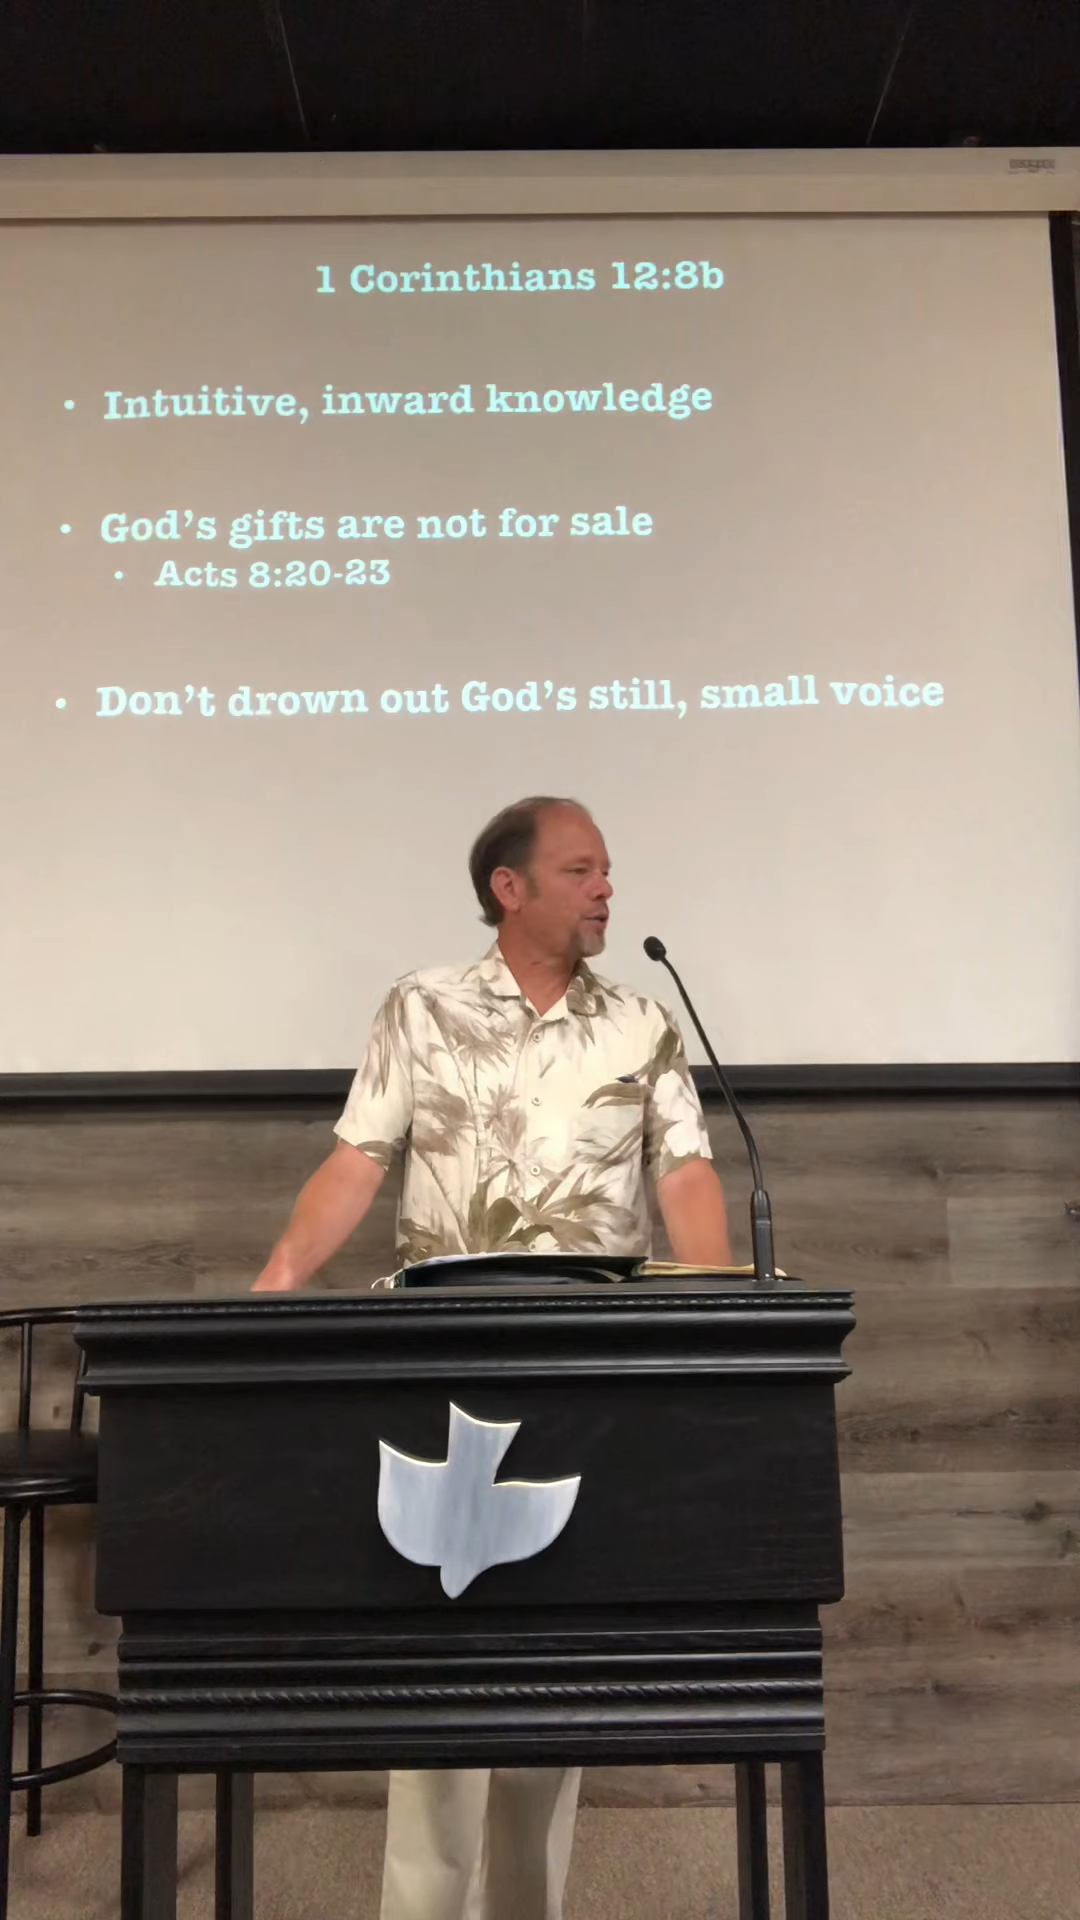 1 Corinthians 12:8b
• Intuitive, inward knowledge
• God's gifts are not for sale
• Acts 8:20-23
• Don't drown out God's still, small voice